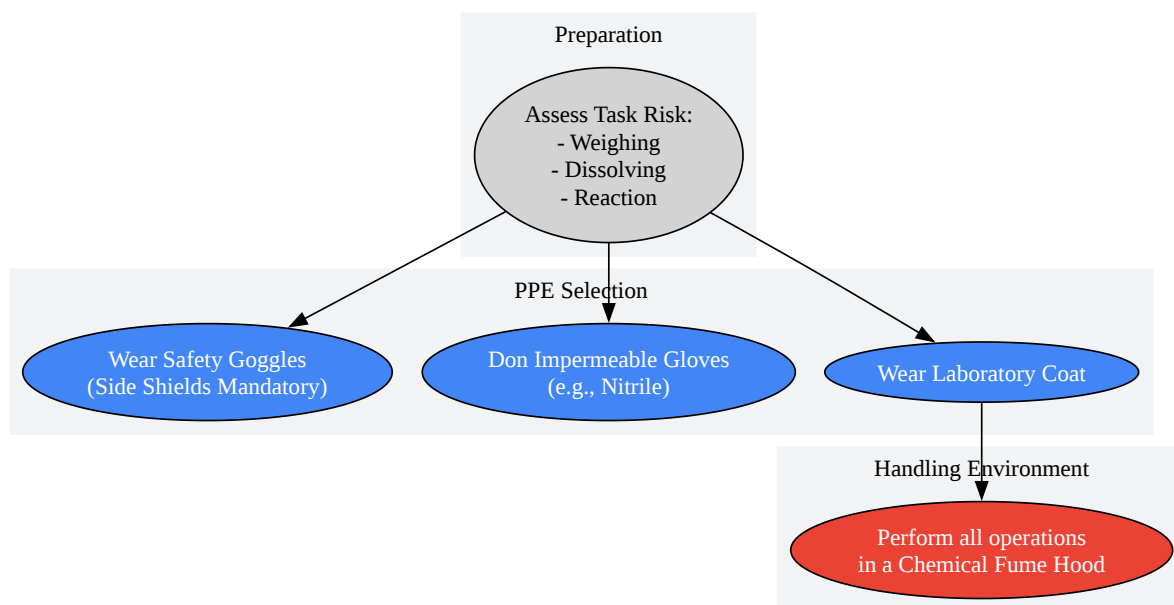 Preparation
Assess Task Risk:
- Weighing
- Dissolving
- Reaction
PPE Selection
Wear Safety Goggles
(Side Shields Mandatory)
Don Impermeable Gloves
(e.g., Nitrile)
Wear Laboratory Coat
Handling Environment
Perform all operations
in a Chemical Fume Hood